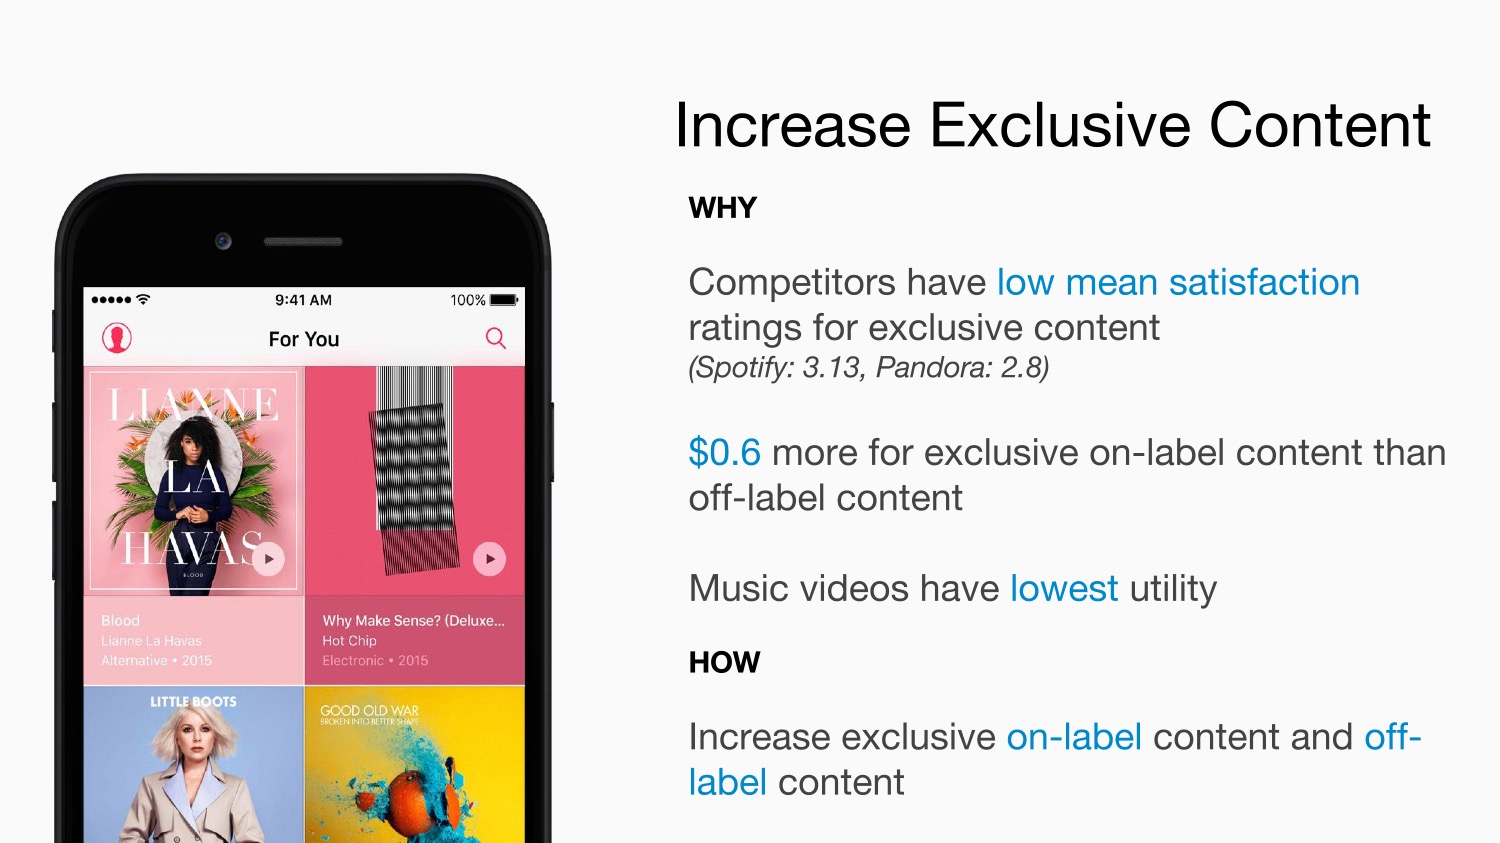 Increase Exclusive Content
WHY
Competitors have low mean satisfaction
ratings for exclusive content
(Spotify: 3.13, Pandora: 2.8)
$0.6 more for exclusive on-label content than
off-label content
Music videos have lowest utility
HOW
Increase exclusive on-label content and off-
label content
9:41 AM
100%
For You
LIANNE
LA
HAVAS
BLOOD
Blood
Lianne La Havas
Alternative • 2015
Why Make Sense? (Deluxe...
Hot Chip
Electronic • 2015
LITTLE BOOTS
GOOD OLD WAR
BROKEN INTO BETTER SHAPE